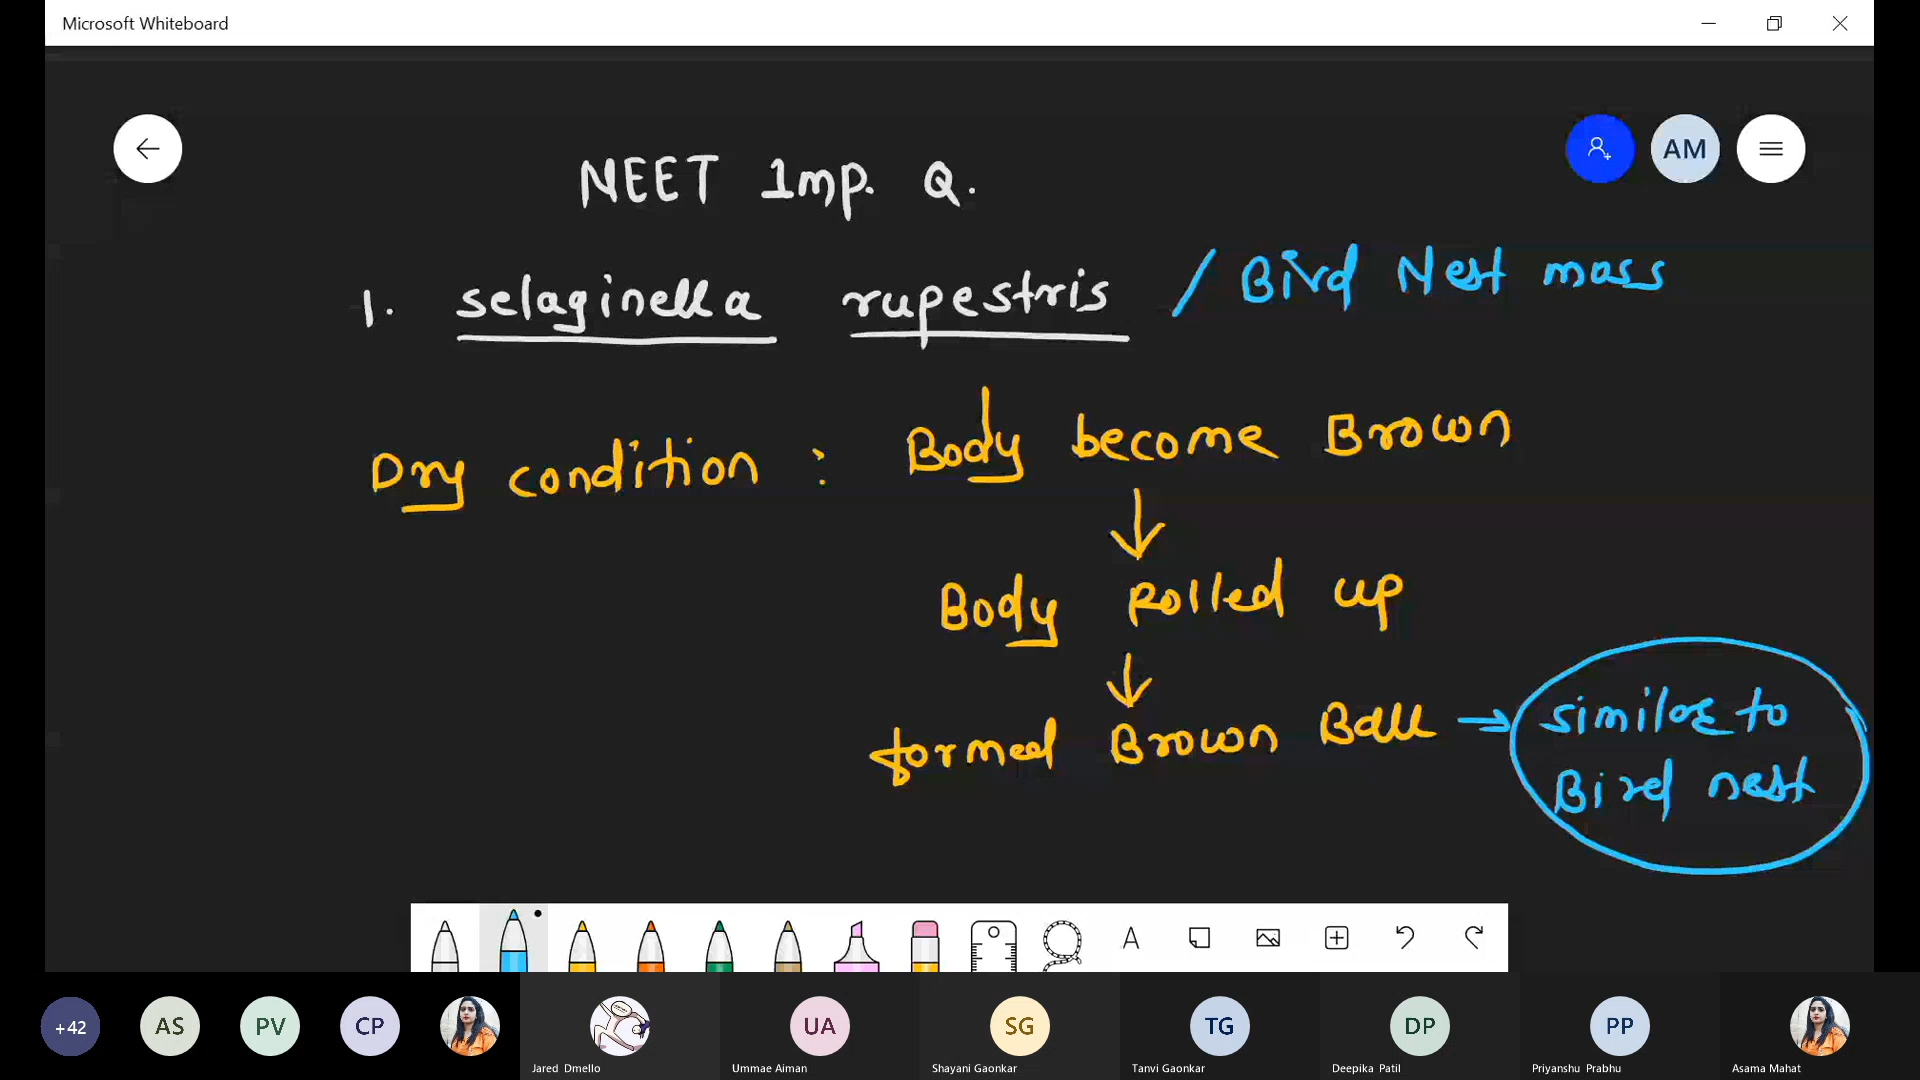 Microsoft Whiteboard
AM
NEET Imp. Q.
1. selaginella rupestris / Bird Nest mass
Dry condition : Body become Brown
Body Rolled up
formed Brown Ball → similar to
Bird nest
A
+42
AS
PV
CP
UA
SG
TG
DP
PP
Jared Dmello
Ummae Aiman
Shayani Gaonkar
Tanvi Gaonkar
Deepika Patil
Priyanshu Prabhu
Asama Mahat